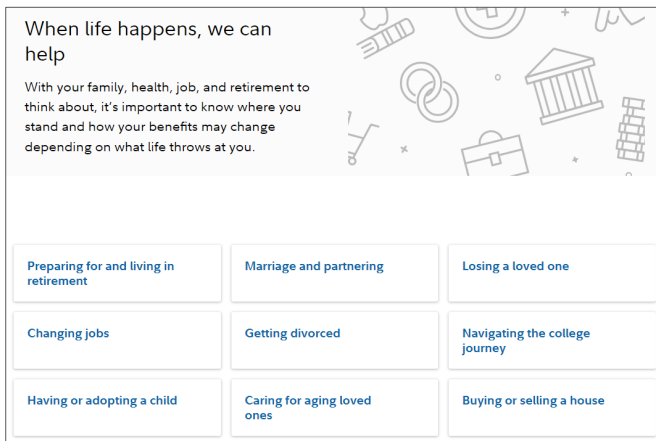 When life happens, we can
help
With your family, health, job, and retirement to
think about, it's important to know where you
stand and how your benefits may change
depending on what life throws at you.
Preparing for and living in
retirement
Marriage and partnering
Losing a loved one
Changing jobs
Getting divorced
Navigating the college
journey
Having or adopting a child
Caring for aging loved
ones
Buying or selling a house